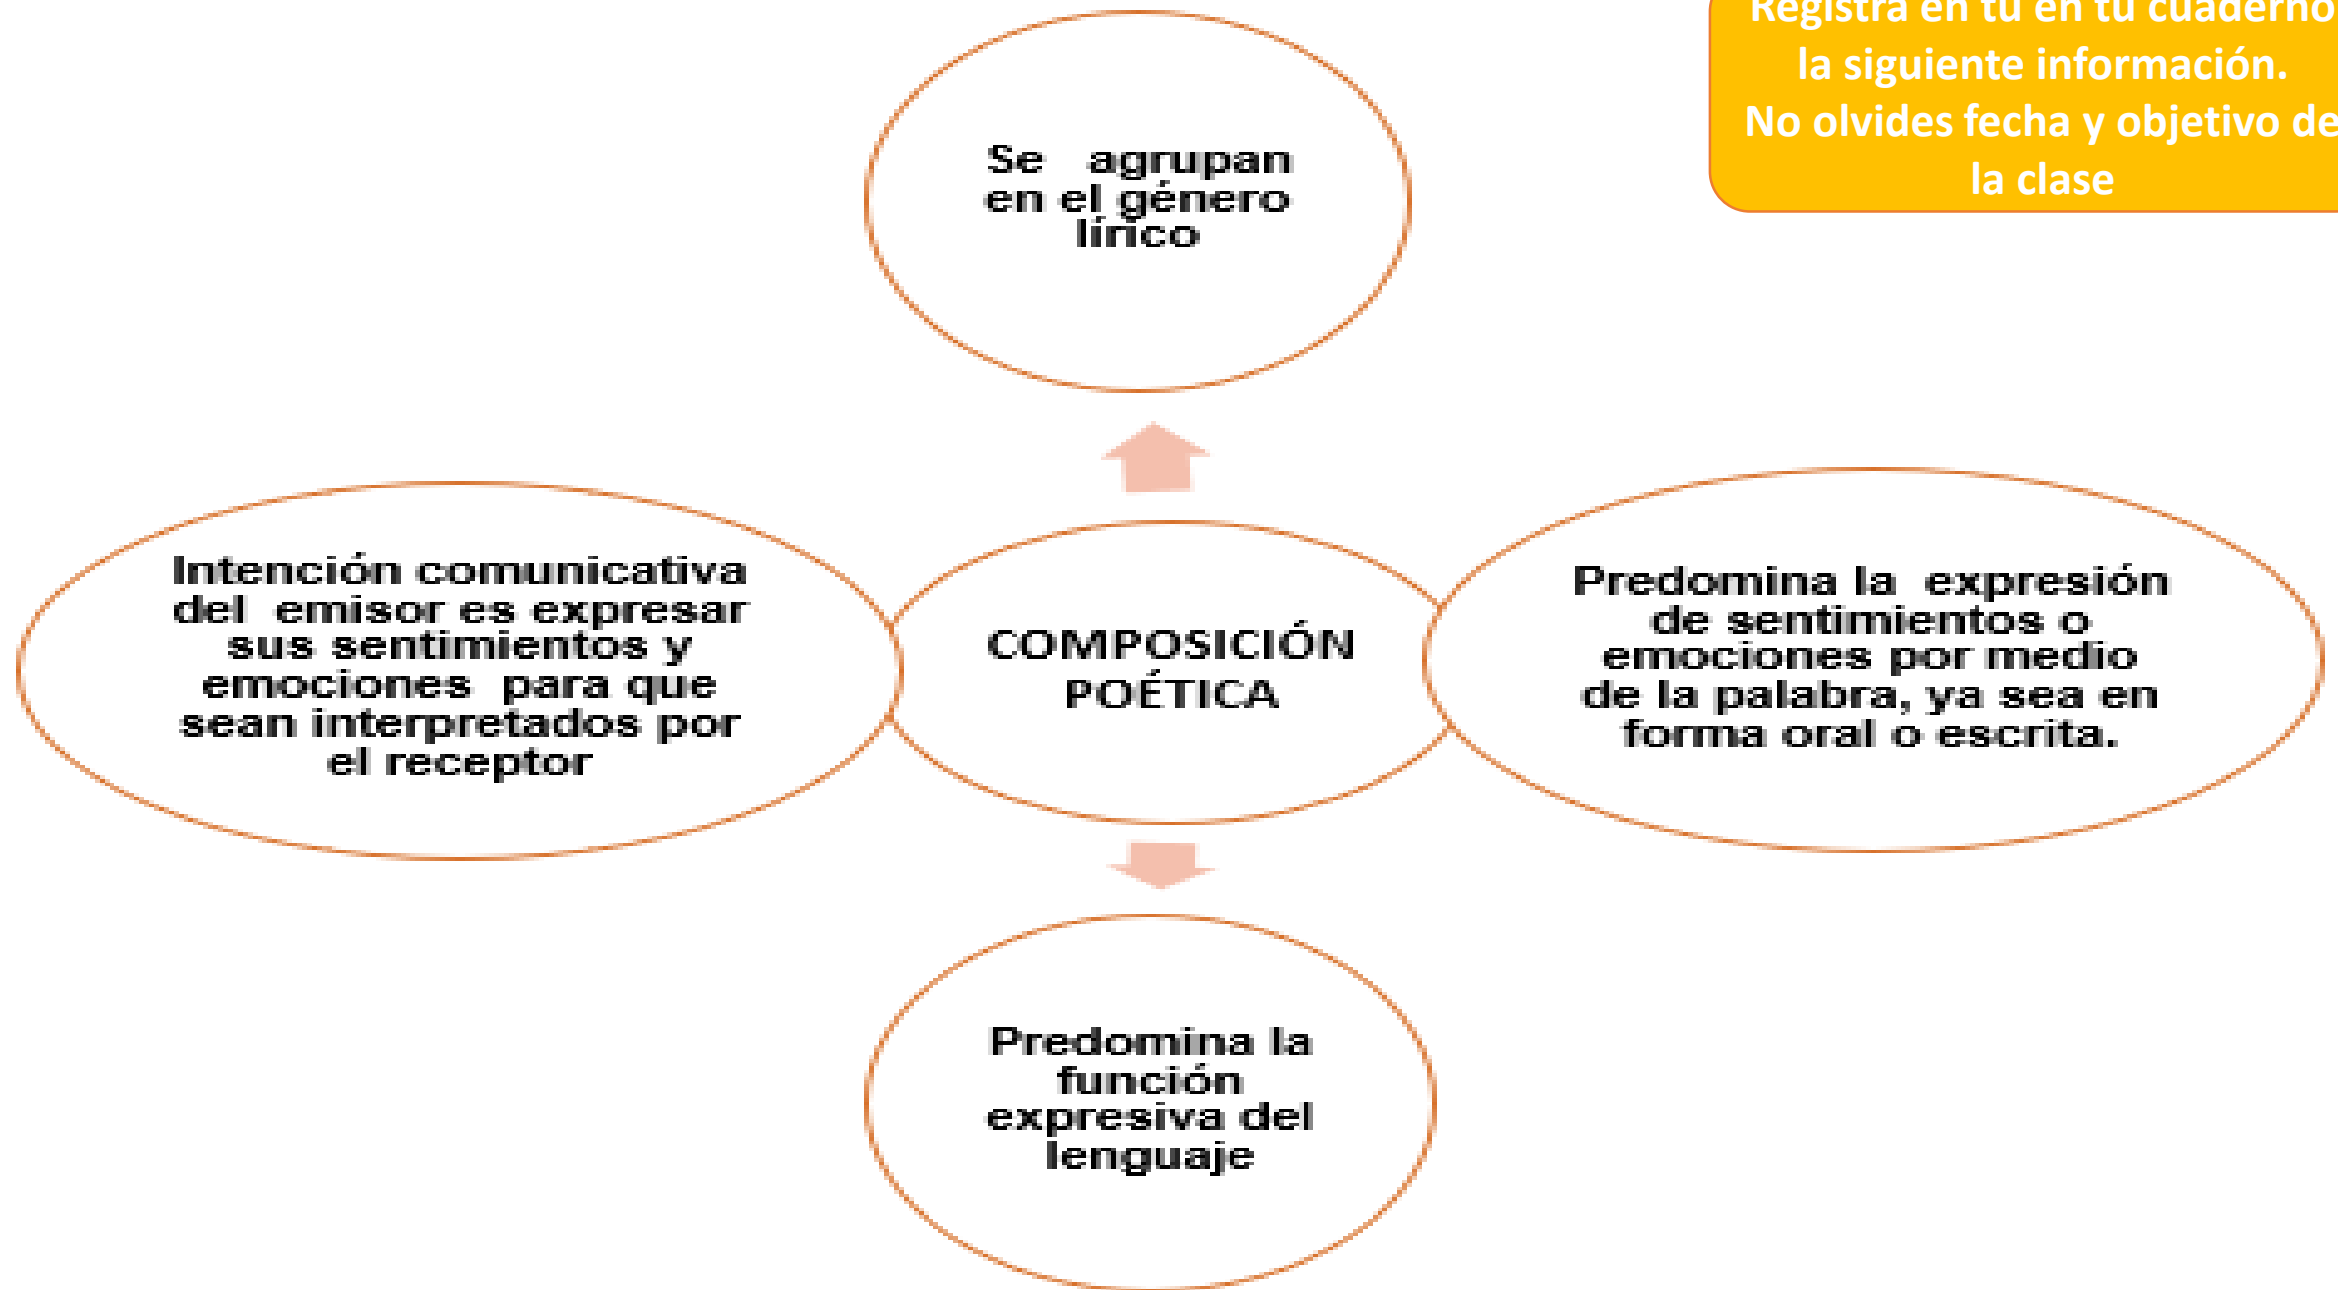 Registra en tu en tu cuaderno
la siguiente información.
No olvides fecha y objetivo de
la clase
Se agrupan
en el género
lírico
Intención comunicativa
del emisor es expresar
sus sentimientos y
emociones para que
sean interpretados por
el receptor
COMPOSICIÓN
POÉTICA
Predomina la expresión
de sentimientos o
emociones por medio
de la palabra, ya sea en
forma oral o escrita.
Predomina la
función
expresiva del
lenguaje